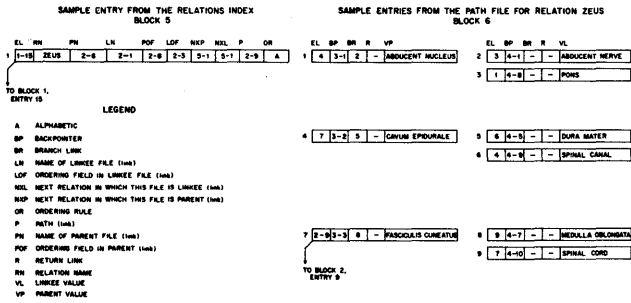 SAMPLE ENTRY FROM THE RELATIONS INDEX
BLOCK 5
EL RN PN LN POF LOF NXP NXL P OR
1 1-15 ZEUS 2-6 2-1 2-8 2-3 5-1 5-1 2-9 A
TO BLOCK 1,
ENTRY 15
LEGEND
A ALPHABETIC
BP BACKPOINTER
BR BRANCH LINK
LN NAME OF LINKEE FILE (link)
LOF ORDERING FIELD IN LINKEE FILE (link)
NXL NEXT RELATION IN WHICH THIS FILE IS LINKEE (link)
NXP NEXT RELATION IN WHICH THIS FILE IS PARENT (link)
OR ORDERING RULE
P PATH (link)
PN NAME OF PARENT FILE (link)
POF ORDERING FIELD IN PARENT (link)
R RETURN LINK
RN RELATION NAME
VL LINKEE VALUE
VP PARENT VALUE
SAMPLE ENTRIES FROM THE PATH FILE FOR RELATION ZEUS
BLOCK 6
EL BP BR R VP
1 4 3-1 2 - ABDUCENT NUCLEUS
EL BP BR R VL
2 3 4-1 - - ABDUCENT NERVE
3 1 4-8 - - PONS
4 7 3-2 5 - CAVUM EPIDURALE
5 6 4-5 - - DURA MATER
6 4 4-9 - - SPINAL CANAL
7 2-9 3-3 8 - FASCICULIS CUNEATUS
TO BLOCK 2,
ENTRY 9
8 9 4-7 - - MEDULLA OBLONGATA
9 7 4-10 - - SPINAL CORD